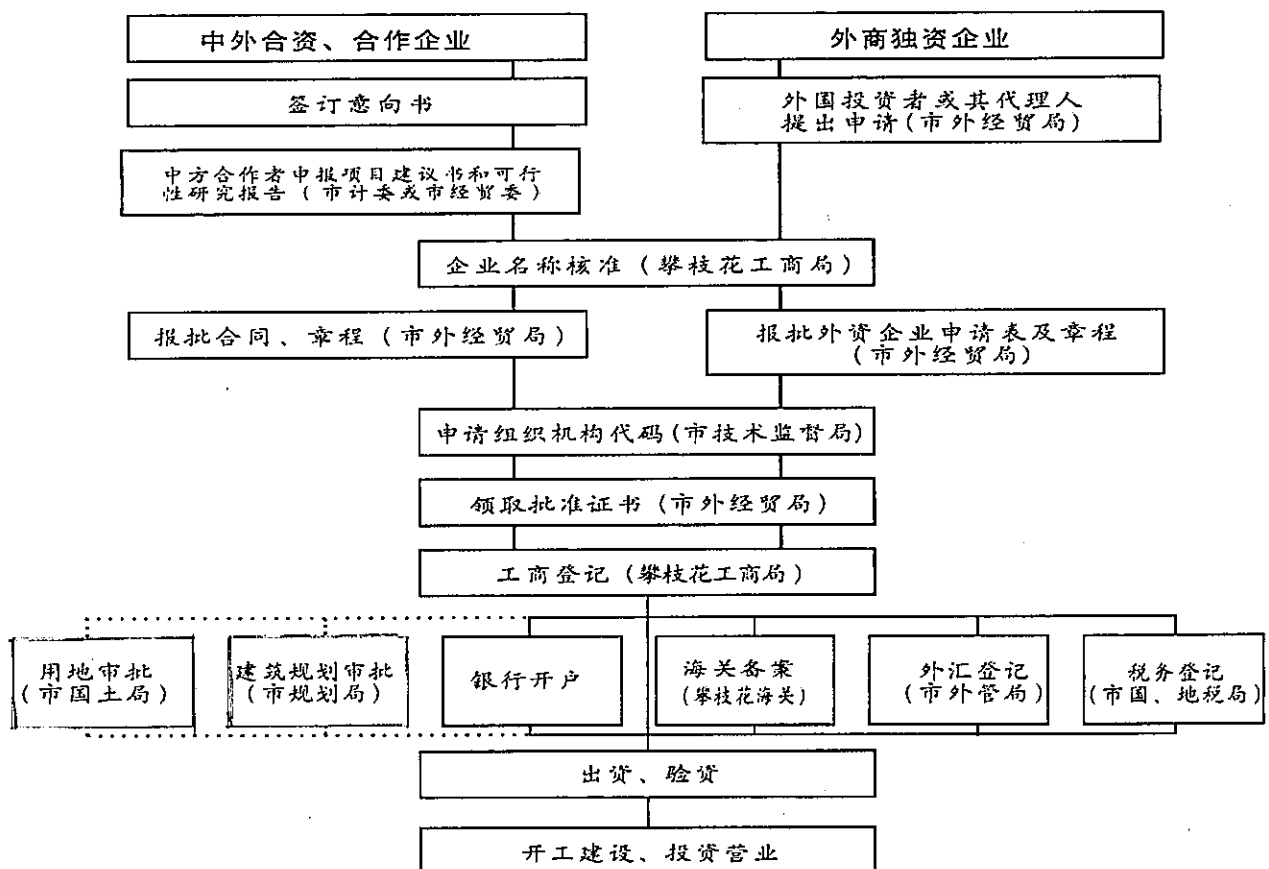 中外合资、合作企业
外商独资企业
签订意向书
外国投资者或其代理人
提出申请(市外经贸局)
中方合作者申报项目建议书和可行
性研究报告(市计委或市经贸委)
企业名称核准(攀枝花工商局)
报批合同、章程(市外经贸局)
报批外资企业申请表及章程
(市外经贸局)
申请组织机构代码(市技术监督局)
领取批准证书(市外经贸局)
工商登记(攀枝花工商局)
用地审批
(市国土局)
建筑规划审批
(市规划局)
银行开户
海关备案
(攀枝花海关)
外汇登记
(市外管局)
税务登记
(市国、地税局)
出资、验资
开工建设、投资营业